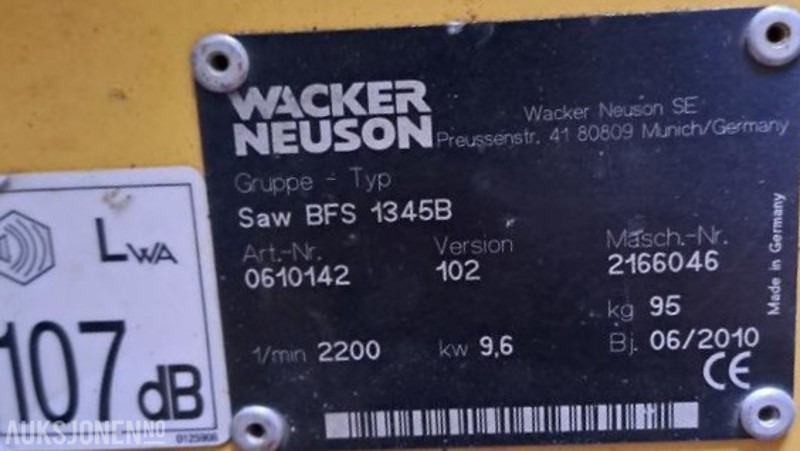 WACKER
NEUSON
Wacker Neuson SE
Preussenstr. 41 80809 Munich/Germany
Gruppe - Typ
Saw BFS 1345B
Art.-Nr. Version Masch.-Nr.
0610142 102 2166046
kg 95
1/min 2200 kw 9,6 Bj. 06/2010
CE
Made in Germany
LWA
107 dB
0125906
AUKSJONEN.NO